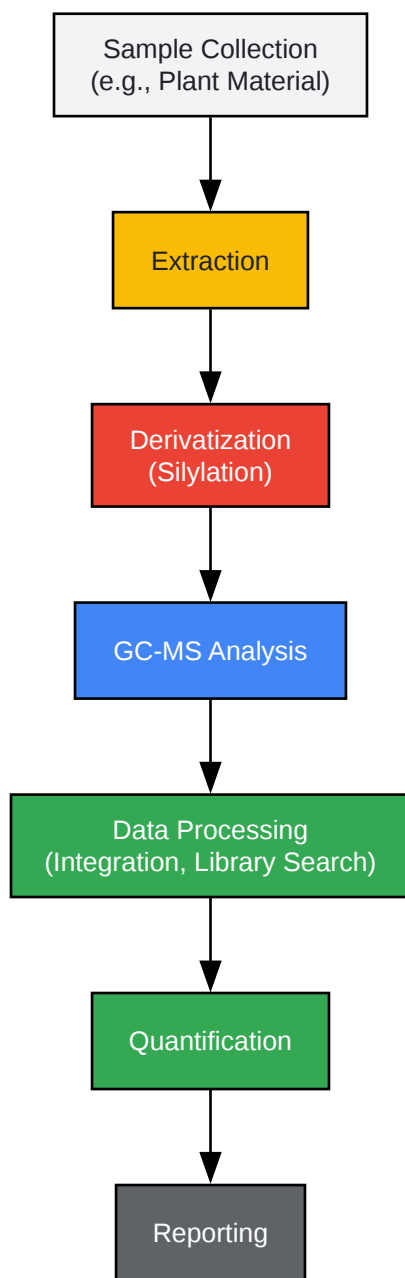 Sample Collection
(e.g., Plant Material)
Extraction
Derivatization
(Silylation)
GC-MS Analysis
Data Processing
(Integration, Library Search)
Quantification
Reporting